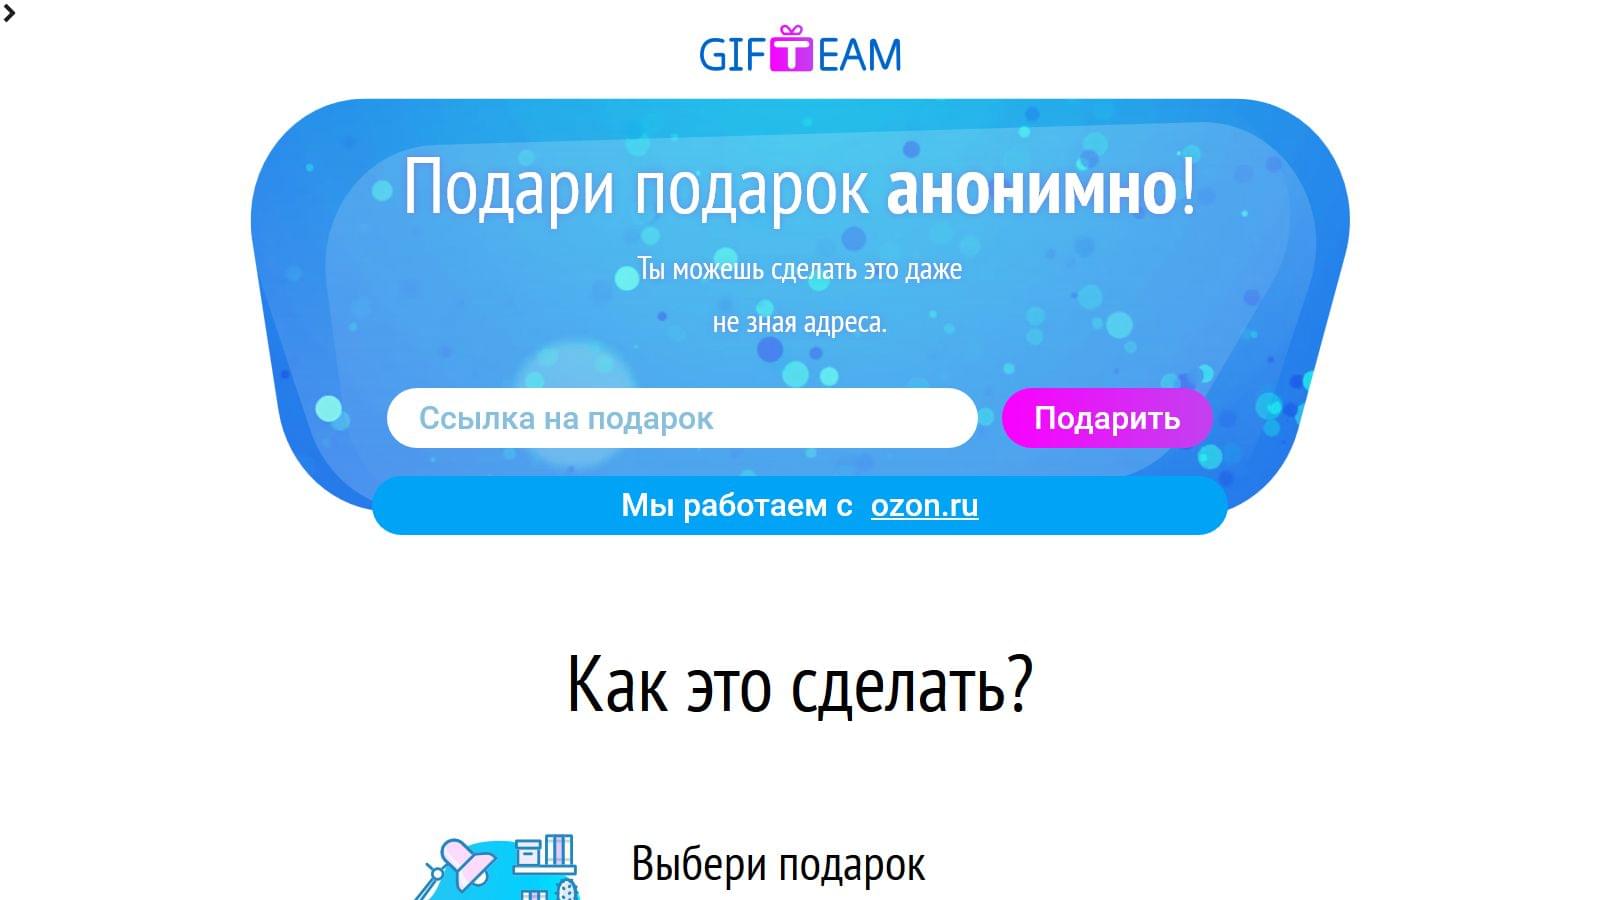 GIFTEAM
Подари подарок анонимно!
Ты можешь сделать это даже
не зная адреса.
Ссылка на подарок
Подарить
Мы работаем с ozon.ru
Как это сделать?
Выбери подарок